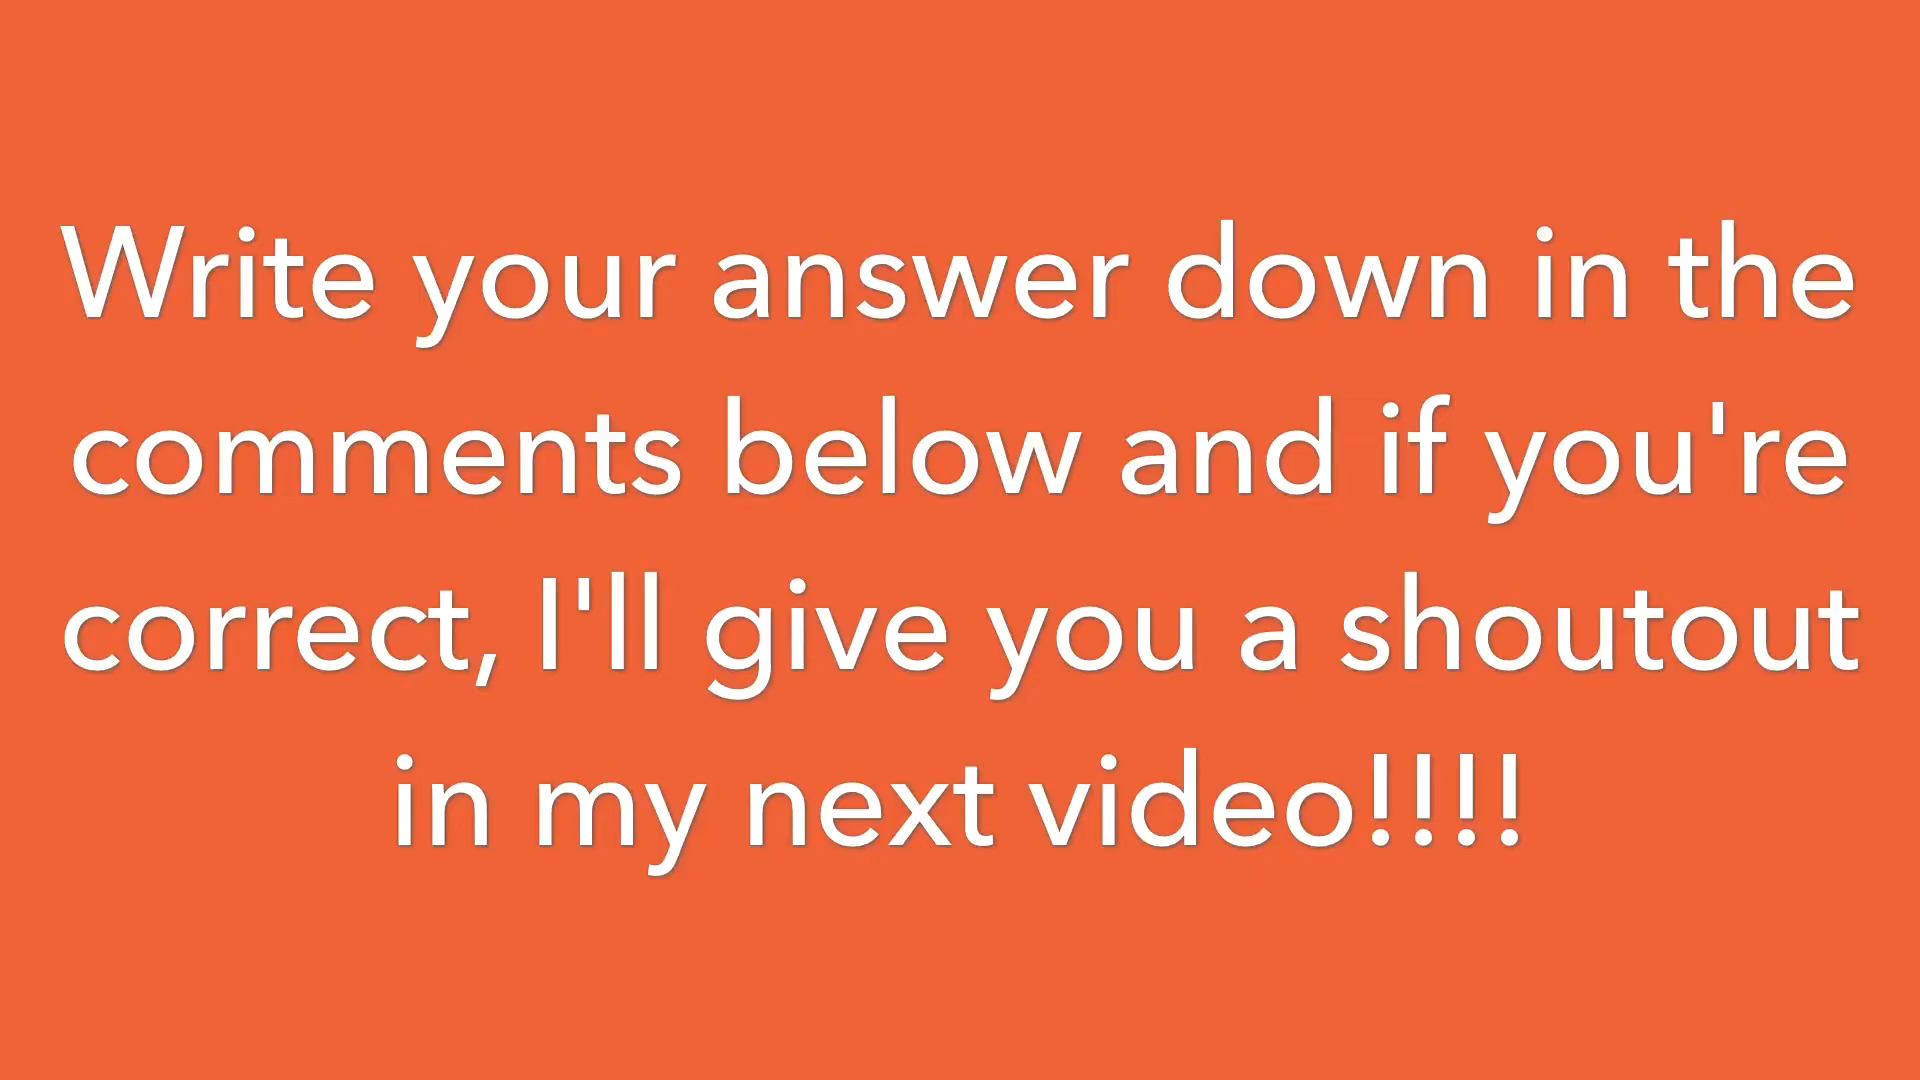 Write your answer down in the
comments below and if you're
correct, I'll give you a shoutout
in my next video!!!!